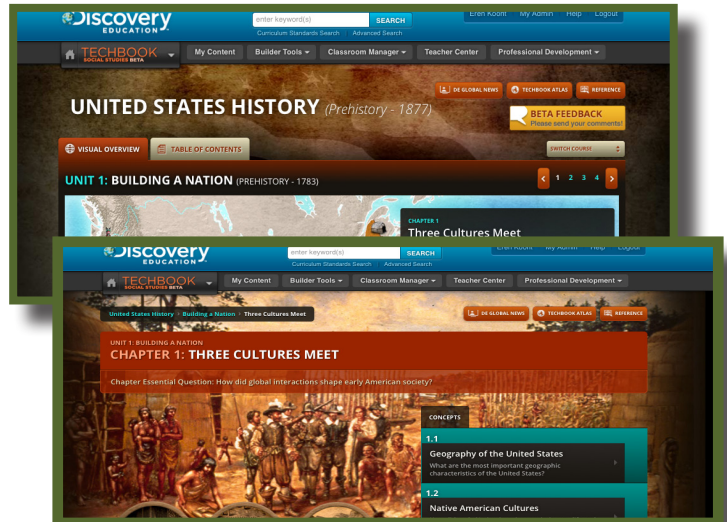 Discovery
EDUCATION
enter keyword(s)
SEARCH
Curriculum Standards Search Advanced Search
Eren Koont My Admin Help Logout
TECHBOOK
SOCIAL STUDIES BETA
My Content Builder Tools Classroom Manager Teacher Center Professional Development
DE GLOBAL NEWS TECHBOOK ATLAS REFERENCE
UNITED STATES HISTORY (Prehistory - 1877)
BETA FEEDBACK
Please send your comments!
VISUAL OVERVIEW TABLE OF CONTENTS
SWITCH COURSE
UNIT 1: BUILDING A NATION (PREHISTORY - 1783)
< 1 2 3 4 >
CHAPTER 1
Three Cultures Meet
Discovery
EDUCATION
enter keyword(s)
SEARCH
Curriculum Standards Search Advanced Search
Eren Koont My Admin Help Logout
TECHBOOK
SOCIAL STUDIES BETA
My Content Builder Tools Classroom Manager Teacher Center Professional Development
United States History › Building a Nation › Three Cultures Meet
DE GLOBAL NEWS TECHBOOK ATLAS REFERENCE
UNIT 1: BUILDING A NATION
CHAPTER 1: THREE CULTURES MEET
Chapter Essential Question: How did global interactions shape early American society?
CONCEPTS
1.1
Geography of the United States
What are the most important geographic
characteristics of the United States?
1.2
Native American Cultures